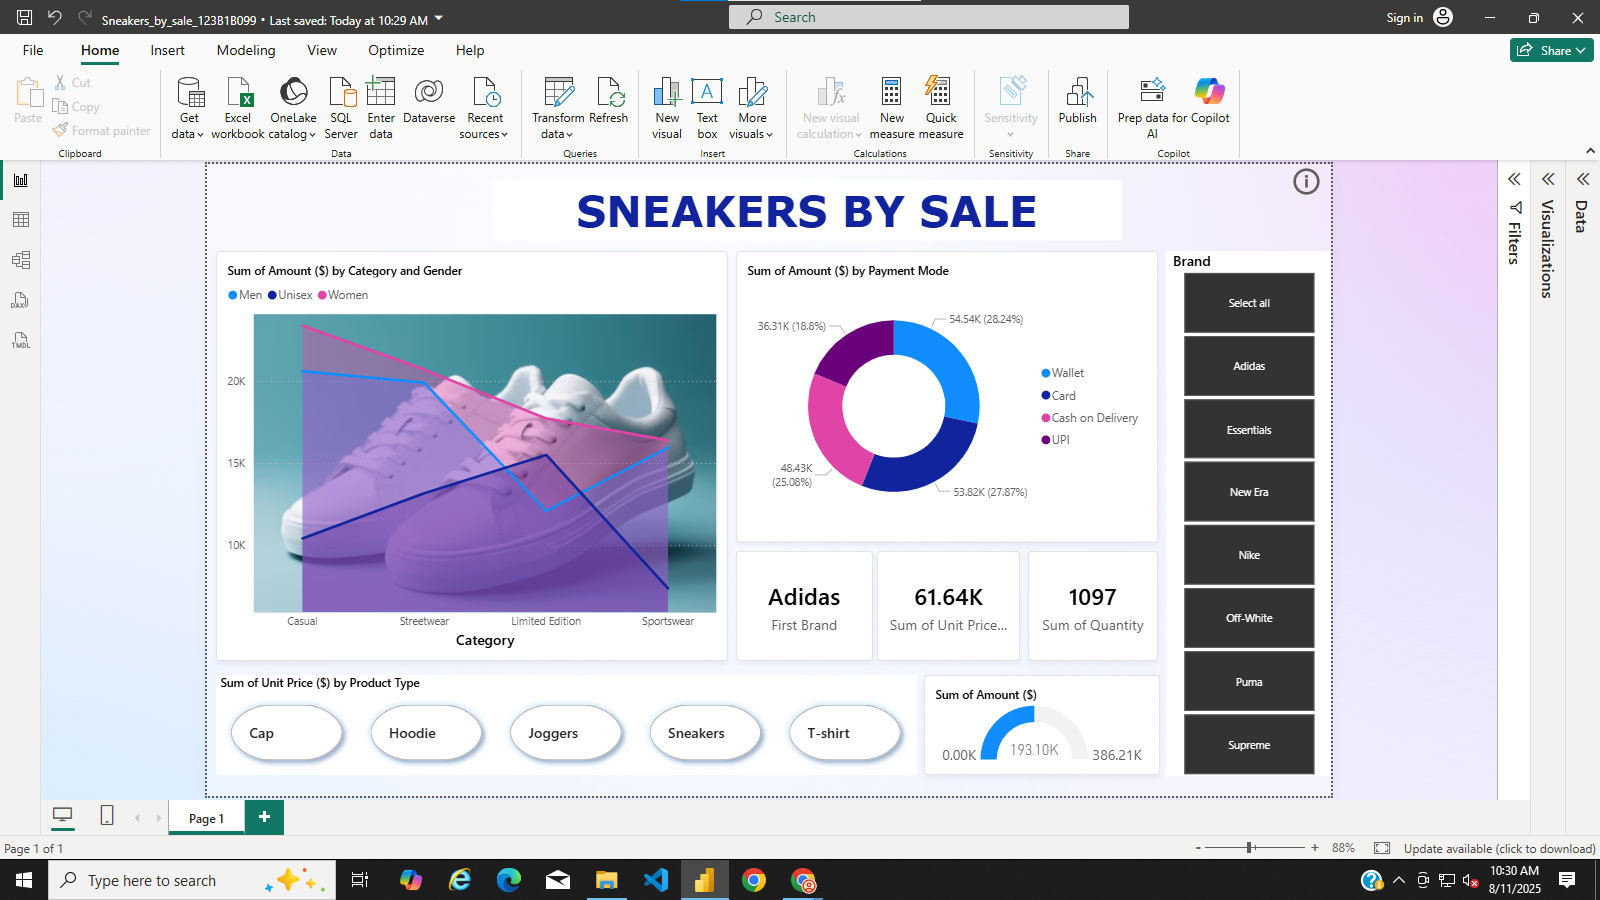 Sneakers_by_sale_123B1B099 • Last saved: Today at 10:29 AM
Search
Sign in
File
Home
Insert
Modeling
View
Optimize
Help
Share
Paste
Cut
Copy
Format painter
Clipboard
Get data
Excel workbook
OneLake catalog
SQL Server
Enter data
Dataverse
Recent sources
Data
Transform data
Refresh
Queries
New visual
Text box
More visuals
Insert
New visual calculation
New measure
Quick measure
Calculations
Sensitivity
Sensitivity
Publish
Share
Prep data for AI
Copilot
Copilot
DAX
TMDL
SNEAKERS BY SALE
Sum of Amount ($) by Category and Gender
Men Unisex Women
20K
15K
10K
Casual
Streetwear
Limited Edition
Sportswear
Category
Sum of Amount ($) by Payment Mode
36.31K (18.8%)
54.54K (28.24%)
48.43K
(25.08%)
53.82K (27.87%)
Wallet
Card
Cash on Delivery
UPI
Adidas
First Brand
61.64K
Sum of Unit Price...
1097
Sum of Quantity
Brand
Select all
Adidas
Essentials
New Era
Nike
Off-White
Puma
Supreme
Sum of Unit Price ($) by Product Type
Cap
Hoodie
Joggers
Sneakers
T-shirt
Sum of Amount ($)
0.00K
193.10K
386.21K
Filters
Visualizations
Data
Page 1
Page 1 of 1
- + 88%
Update available (click to download)
Type here to search
10:30 AM
8/11/2025